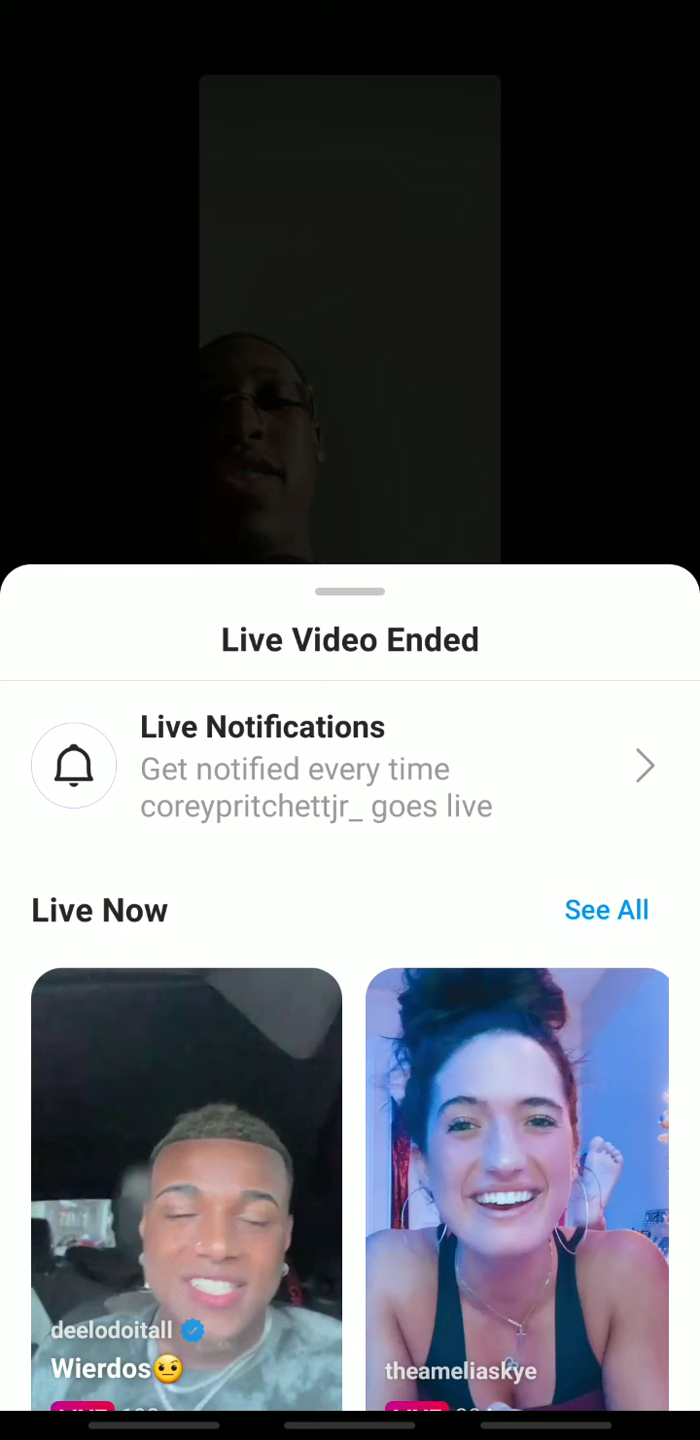 Live Video Ended
Live Notifications
Get notified every time
coreypritchettjr_ goes live
Live Now
See All
deelodoitall
Wierdos🤨
theameliaskye